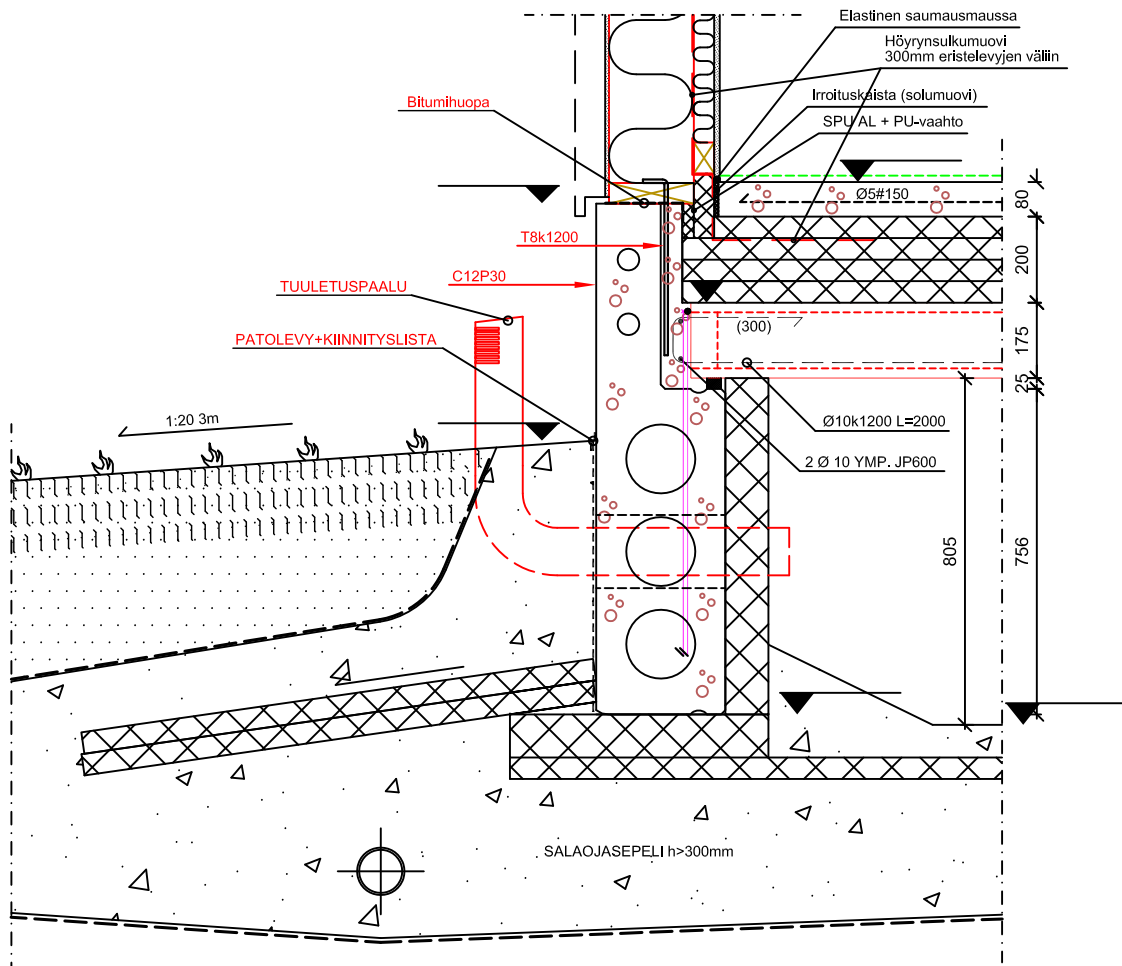 Elastinen saumausmaussa
Höyrynsulkumuovi
300mm eristelevyjen väliin
Irroituskaista (solumuovi)
SPU AL + PU-vaahto
Bitumihuopa
Ø5#150
80
T8k1200
200
C12P30
TUULETUSPAALU
(300)
175
PATOLEVY+KIINNITYSLISTA
25
1:20 3m
Ø10k1200 L=2000
2 Ø 10 YMP. JP600
805
756
SALAOJASEPELI h>300mm